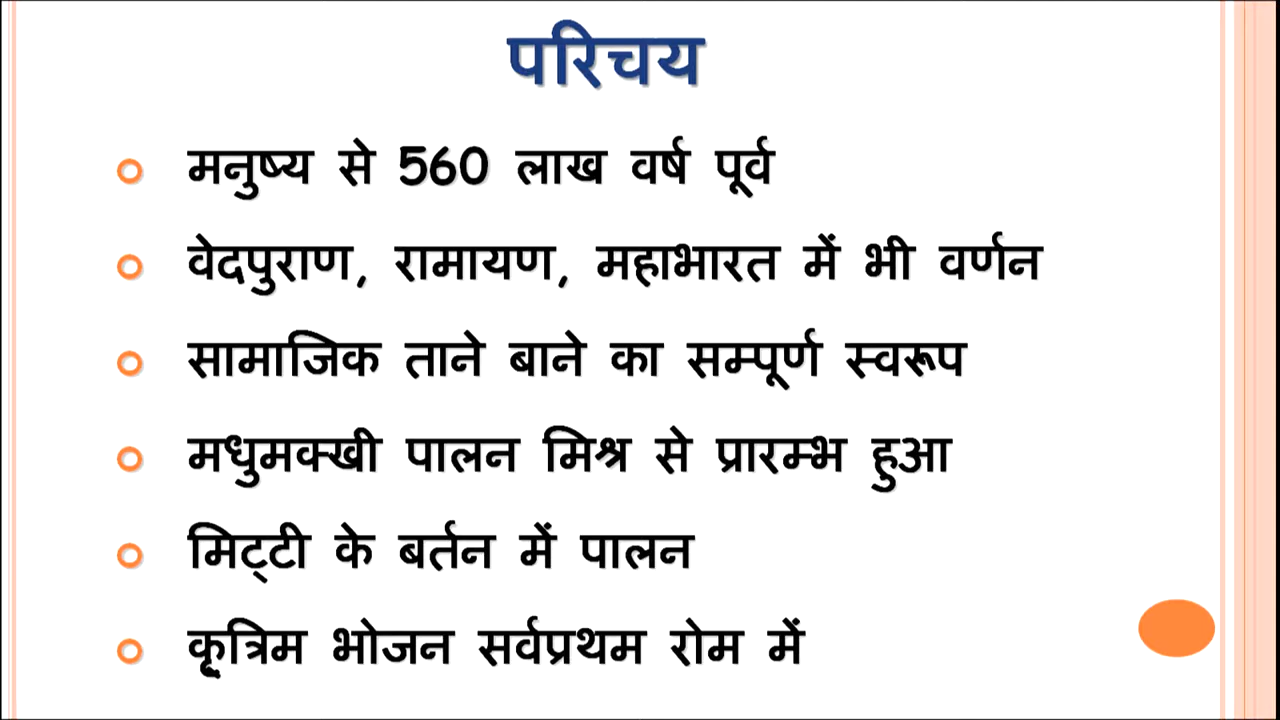 परिचय
मनुष्य से 560 लाख वर्ष पूर्व
वेदपुराण, रामायण, महाभारत में भी वर्णन
सामाजिक ताने बाने का सम्पूर्ण स्वरूप
मधुमक्खी पालन मिश्र से प्रारम्भ हुआ
मिट्टी के बर्तन में पालन
कृत्रिम भोजन सर्वप्रथम रोम में